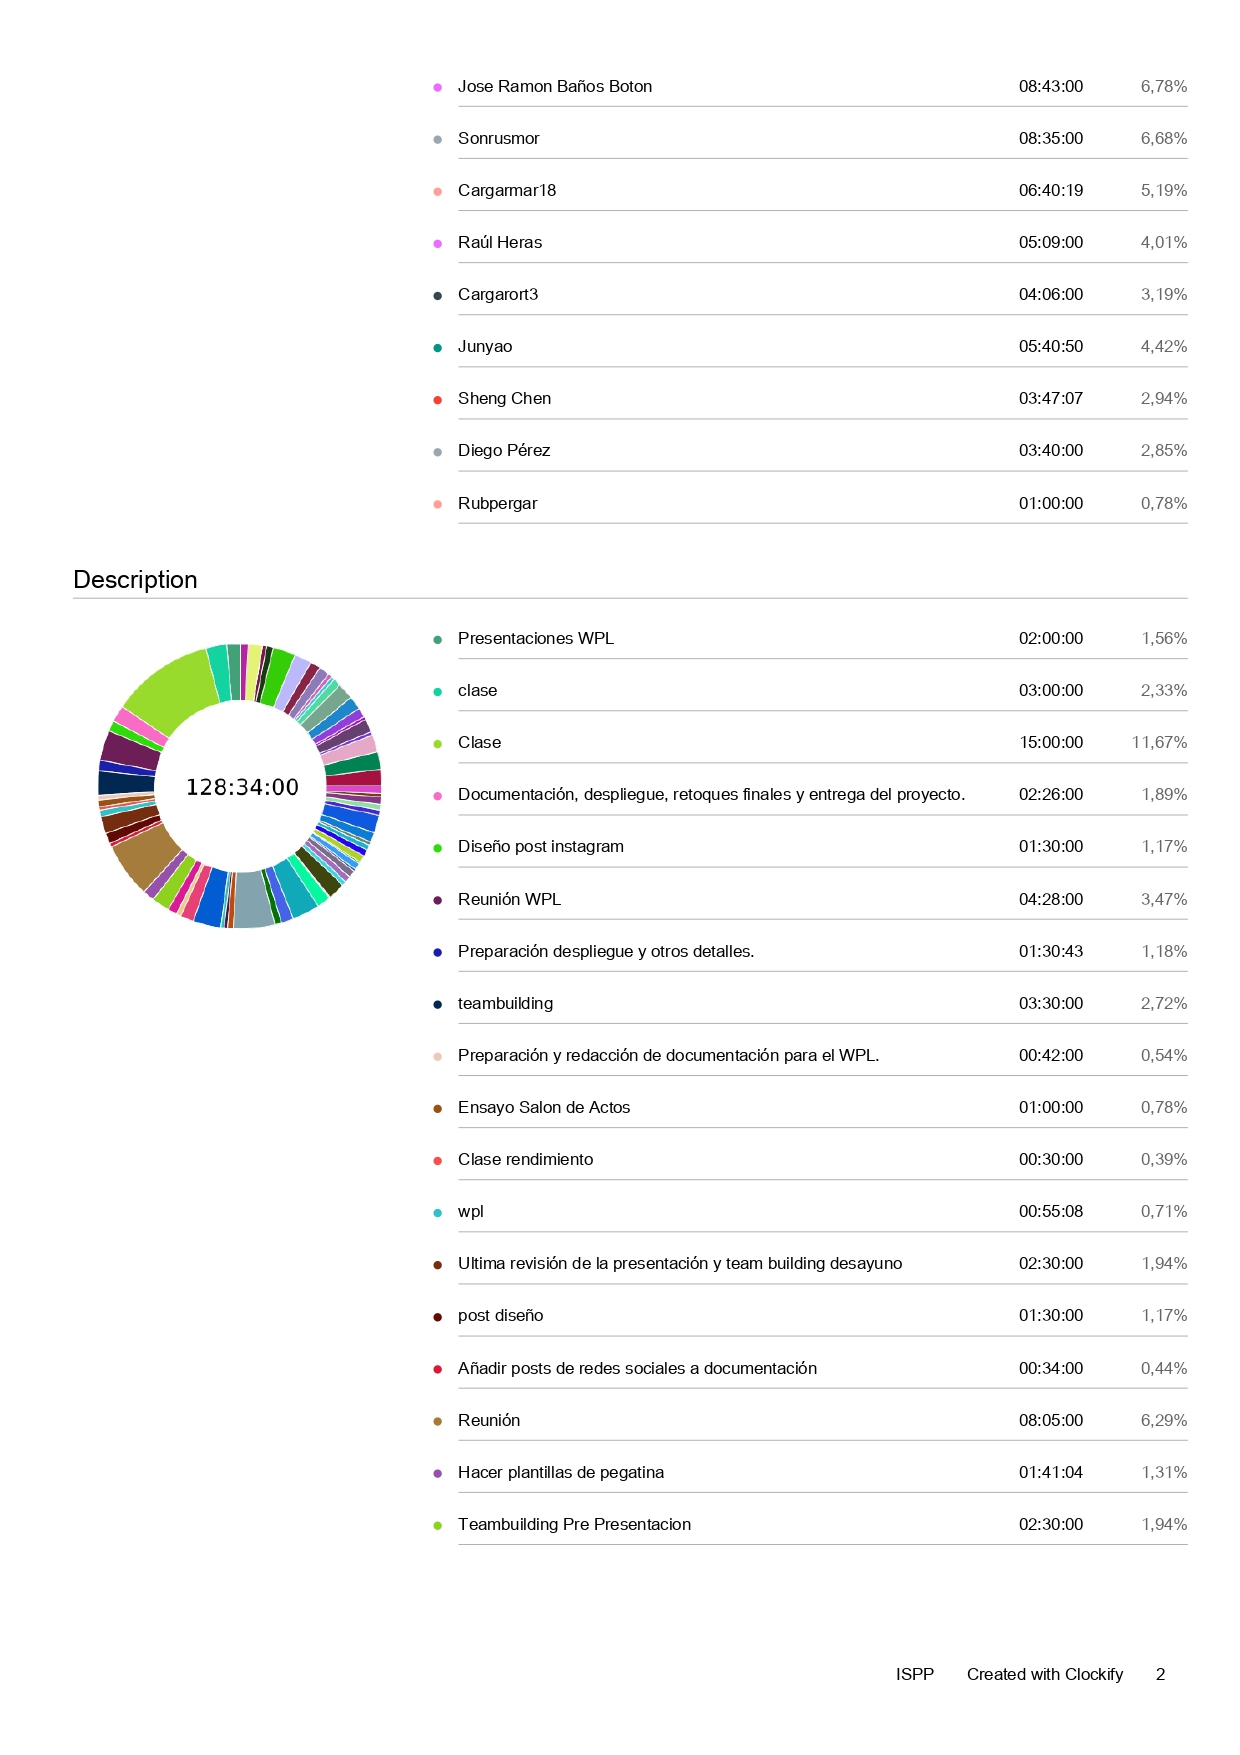 Jose Ramon Baños Boton 08:43:00 6,78%
Sonrusmor 08:35:00 6,68%
Cargarmar18 06:40:19 5,19%
Raúl Heras 05:09:00 4,01%
Cargarort3 04:06:00 3,19%
Junyao 05:40:50 4,42%
Sheng Chen 03:47:07 2,94%
Diego Pérez 03:40:00 2,85%
Rubpergar 01:00:00 0,78%
Description
128:34:00
Presentaciones WPL 02:00:00 1,56%
clase 03:00:00 2,33%
Clase 15:00:00 11,67%
Documentación, despliegue, retoques finales y entrega del proyecto. 02:26:00 1,89%
Diseño post instagram 01:30:00 1,17%
Reunión WPL 04:28:00 3,47%
Preparación despliegue y otros detalles. 01:30:43 1,18%
teambuilding 03:30:00 2,72%
Preparación y redacción de documentación para el WPL. 00:42:00 0,54%
Ensayo Salon de Actos 01:00:00 0,78%
Clase rendimiento 00:30:00 0,39%
wpl 00:55:08 0,71%
Ultima revisión de la presentación y team building desayuno 02:30:00 1,94%
post diseño 01:30:00 1,17%
Añadir posts de redes sociales a documentación 00:34:00 0,44%
Reunión 08:05:00 6,29%
Hacer plantillas de pegatina 01:41:04 1,31%
Teambuilding Pre Presentacion 02:30:00 1,94%
ISPP Created with Clockify 2